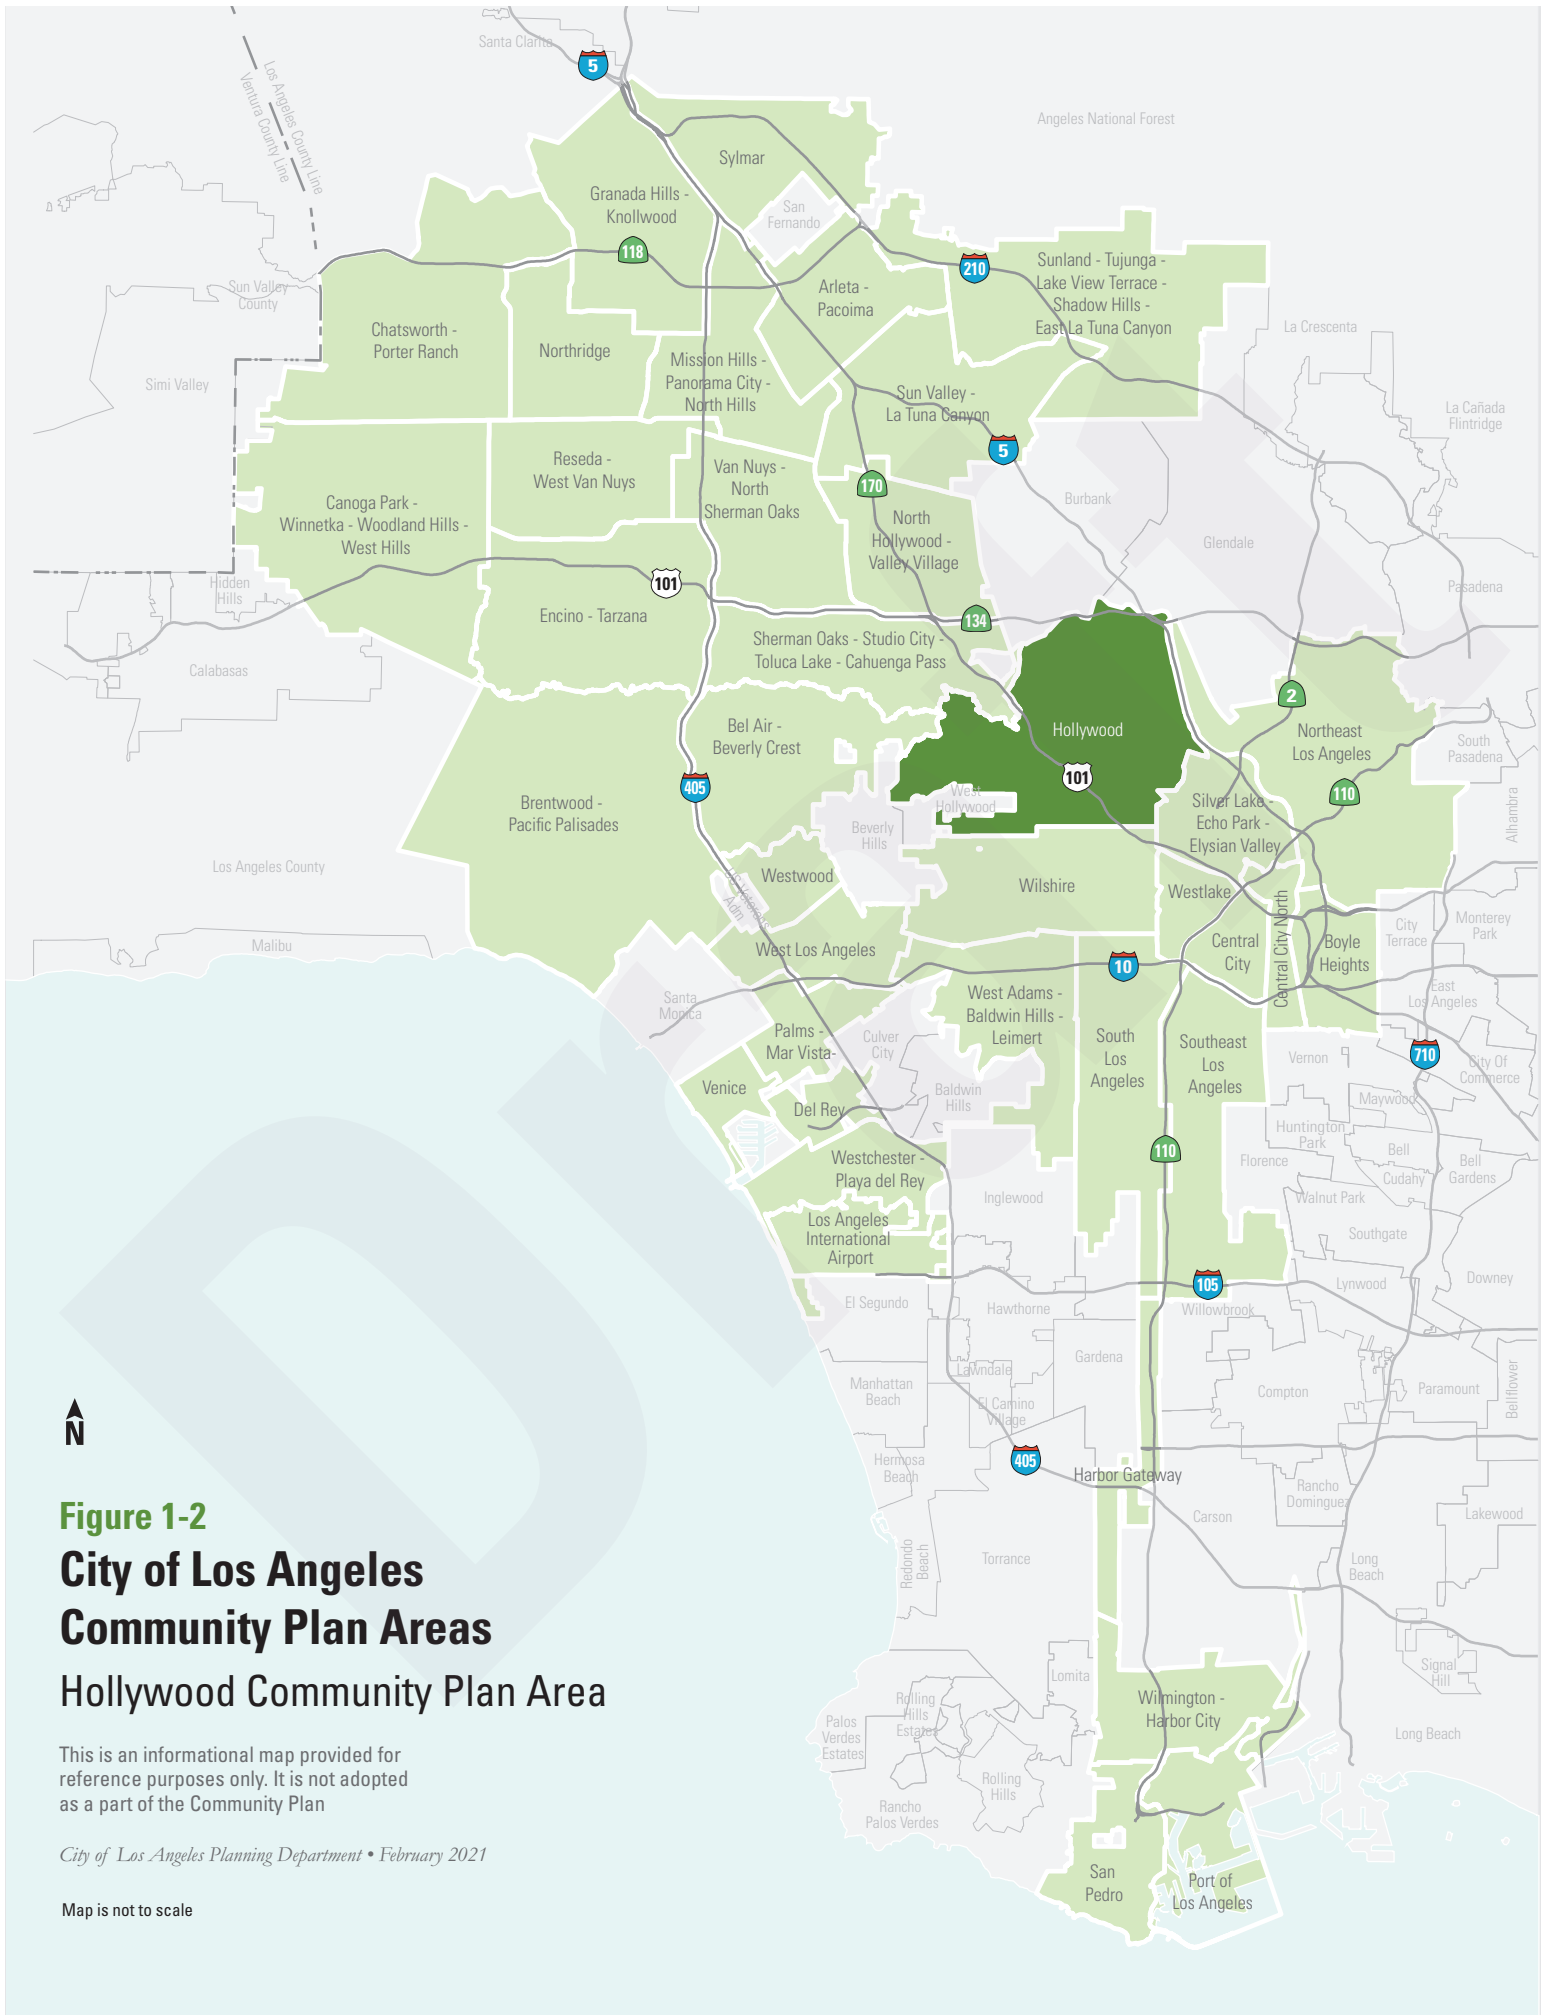 Santa Clarita
5
Los Angeles County Line
Ventura County Line
Angeles National Forest
Sylmar
Granada Hills -
Knollwood
San
Fernando
118
210
Sunland - Tujunga -
Lake View Terrace -
Shadow Hills -
East La Tuna Canyon
Sun Valley
County
Arleta -
Pacoima
Chatsworth -
Porter Ranch
Northridge
La Crescenta
Simi Valley
Mission Hills -
Panorama City -
North Hills
Sun Valley -
La Tuna Canyon
La Cañada
Flintridge
5
Reseda -
West Van Nuys
Van Nuys -
North
Sherman Oaks
170
Canoga Park -
Winnetka - Woodland Hills -
West Hills
Burbank
North
Hollywood -
Valley Village
Glendale
Hidden
Hills
101
Pasadena
Encino - Tarzana
134
Sherman Oaks - Studio City -
Toluca Lake - Cahuenga Pass
Calabasas
2
Bel Air -
Beverly Crest
Hollywood
Northeast
Los Angeles
South
Pasadena
101
405
110
Brentwood -
Pacific Palisades
West
Hollywood
Silver Lake -
Echo Park -
Elysian Valley
Alhambra
Beverly
Hills
Los Angeles County
US Veterans
Adm
Westwood
Wilshire
Westlake
Central City North
City
Terrace
Monterey
Park
Malibu
West Los Angeles
Central
City
Boyle
Heights
10
Santa
Monica
West Adams -
Baldwin Hills -
Leimert
East
Los Angeles
Palms -
Mar Vista-
Culver
City
South
Los
Angeles
Southeast
Los
Angeles
Vernon
710
City Of
Commerce
Venice
Baldwin
Hills
Maywood
Del Rey
Huntington
Park
110
Bell
Florence
Bell
Gardens
Westchester -
Playa del Rey
Cudahy
Inglewood
Walnut Park
Los Angeles
International
Airport
Southgate
105
Lynwood
Downey
El Segundo
Hawthorne
Willowbrook
Gardena
Lawndale
Manhattan
Beach
Compton
Paramount
Bellflower
El Camino
Village
N
Hermosa
Beach
405
Harbor Gateway
Rancho
Dominguez
Carson
Lakewood
Figure 1-2
City of Los Angeles
Community Plan Areas
Hollywood Community Plan Area
Redondo
Beach
Torrance
Long
Beach
Lomita
Signal
Hill
Rolling
Hills
Estates
Wilmington -
Harbor City
Palos
Verdes
Estates
Long Beach
This is an informational map provided for
reference purposes only. It is not adopted
as a part of the Community Plan
Rolling
Hills
Rancho
Palos Verdes
City of Los Angeles Planning Department • February 2021
San
Pedro
Port of
Los Angeles
Map is not to scale
DRAFT